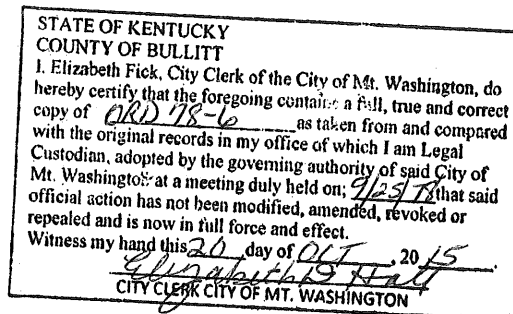 STATE OF KENTUCKY
COUNTY OF BULLITT
I, Elizabeth Fick, City Clerk of the City of Mt. Washington, do
hereby certify that the foregoing contains a full, true and correct
copy of ORD 78-6 as taken from and compared
with the original records in my office of which I am Legal
Custodian, adopted by the governing authority of said City of
Mt. Washington at a meeting duly held on; 9/25/78 that said
official action has not been modified, amended, revoked or
repealed and is now in full force and effect.
Witness my hand this 20 day of OCT, 20 15.
Elizabeth D Hall
CITY CLERK CITY OF MT. WASHINGTON